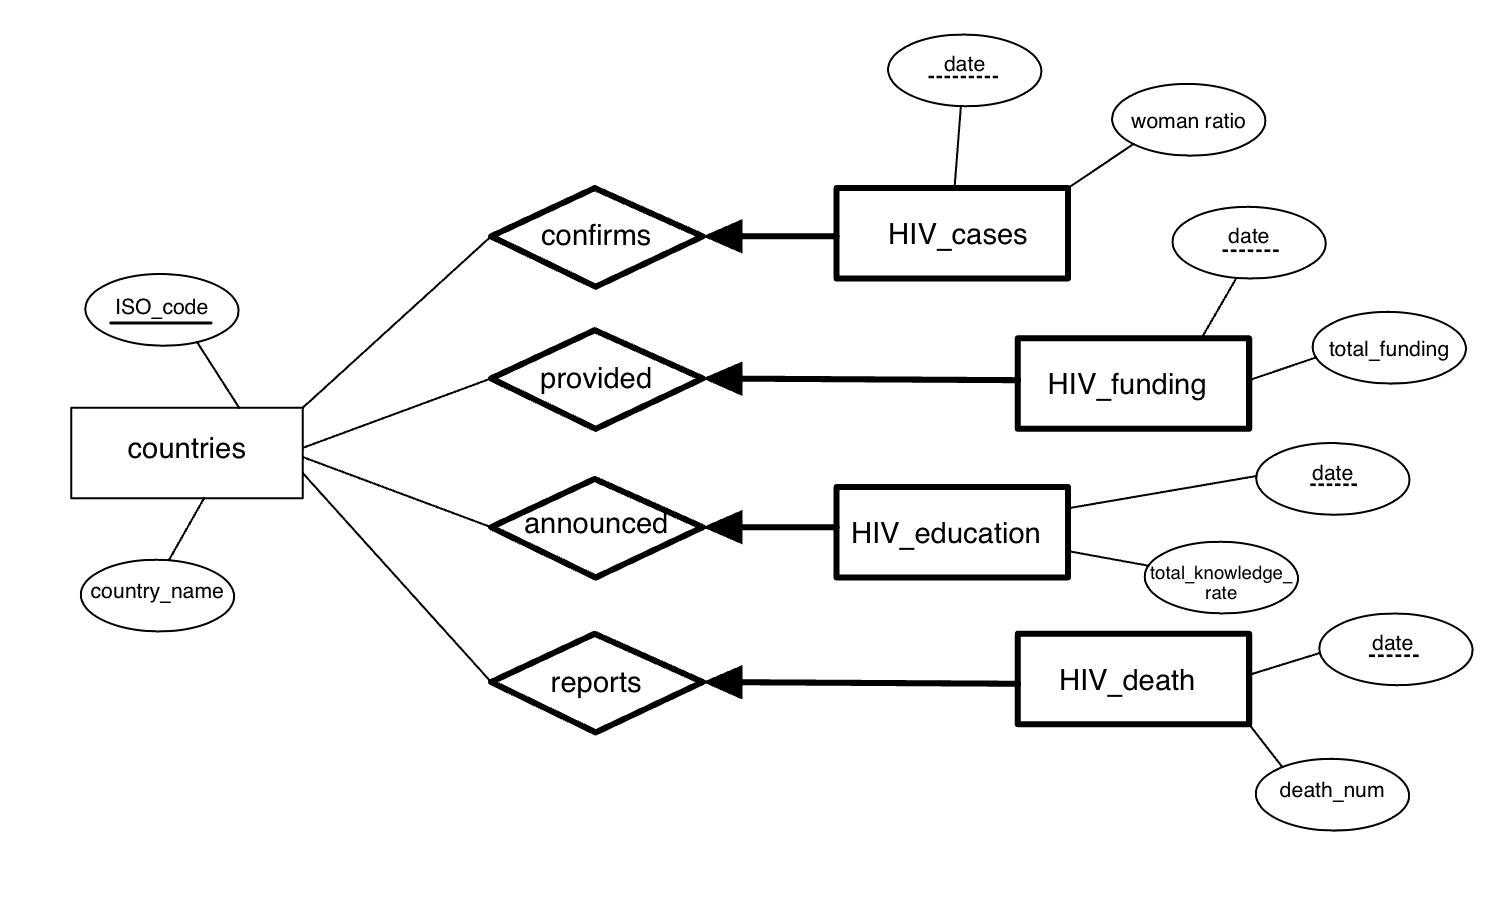 date
woman ratio
confirms
HIV_cases
date
ISO_code
total_funding
provided
HIV_funding
countries
date
announced
HIV_education
total_knowledge_
rate
country_name
date
reports
HIV_death
death_num